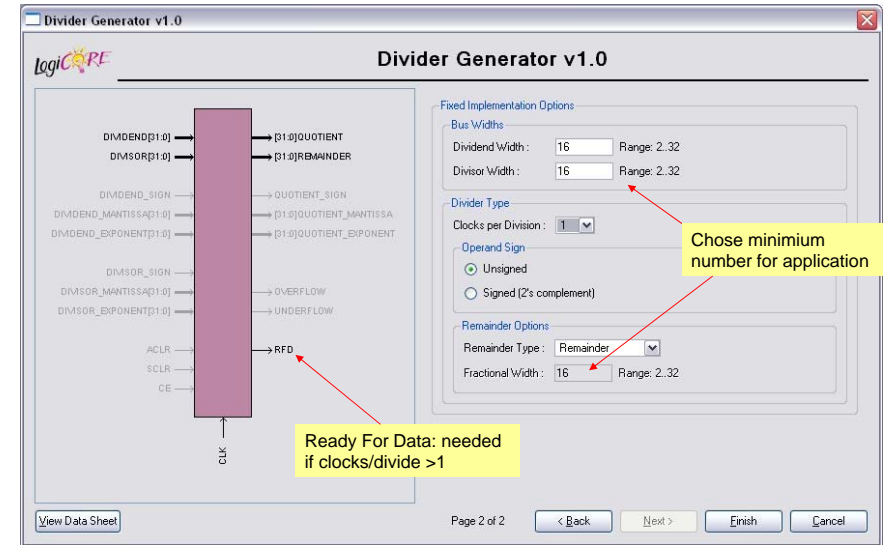 Divider Generator v1.0
LogiCORE
Divider Generator v1.0
DIVIDEND[31:0]
DIVISOR[31:0]
DIVIDEND_SIGN
DIVIDEND_MANTISSA[31:0]
DIVIDEND_EXPONENT[31:0]
DIVISOR_SIGN
DIVISOR_MANTISSA[31:0]
DIVISOR_EXPONENT[31:0]
ACLR
SCLR
CE
[31:0]QUOTIENT
[31:0]REMAINDER
QUOTIENT_SIGN
[31:0]QUOTIENT_MANTISSA
[31:0]QUOTIENT_EXPONENT
OVERFLOW
UNDERFLOW
RFD
CLK
Ready For Data: needed
if clocks/divide >1
Fixed Implementation Options
Bus Widths
Dividend Width : 16 Range: 2..32
Divisor Width : 16 Range: 2..32
Divider Type
Clocks per Division : 1
Operand Sign
Unsigned
Signed (2's complement)
Remainder Options
Remainder Type : Remainder
Fractional Width : 16 Range: 2..32
Chose minimium
number for application
View Data Sheet
Page 2 of 2
< Back
Next >
Finish
Cancel